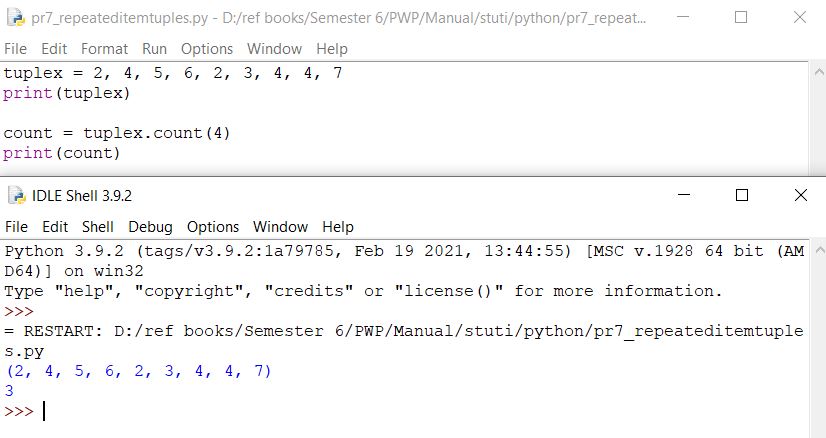 pr7_repeateditemtuples.py - D:/ref books/Semester 6/PWP/Manual/stuti/python/pr7_repeat...
File Edit Format Run Options Window Help
tuplex = 2, 4, 5, 6, 2, 3, 4, 4, 7
print(tuplex)
count = tuplex.count(4)
print(count)
IDLE Shell 3.9.2
File Edit Shell Debug Options Window Help
Python 3.9.2 (tags/v3.9.2:1a79785, Feb 19 2021, 13:44:55) [MSC v.1928 64 bit (AM
D64)] on win32
Type "help", "copyright", "credits" or "license()" for more information.
>>>
= RESTART: D:/ref books/Semester 6/PWP/Manual/stuti/python/pr7_repeateditemtuple
s.py
(2, 4, 5, 6, 2, 3, 4, 4, 7)
3
>>>